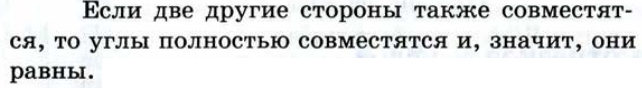 Если две другие стороны также совместят-
ся, то углы полностью совместятся и, значит, они
равны.